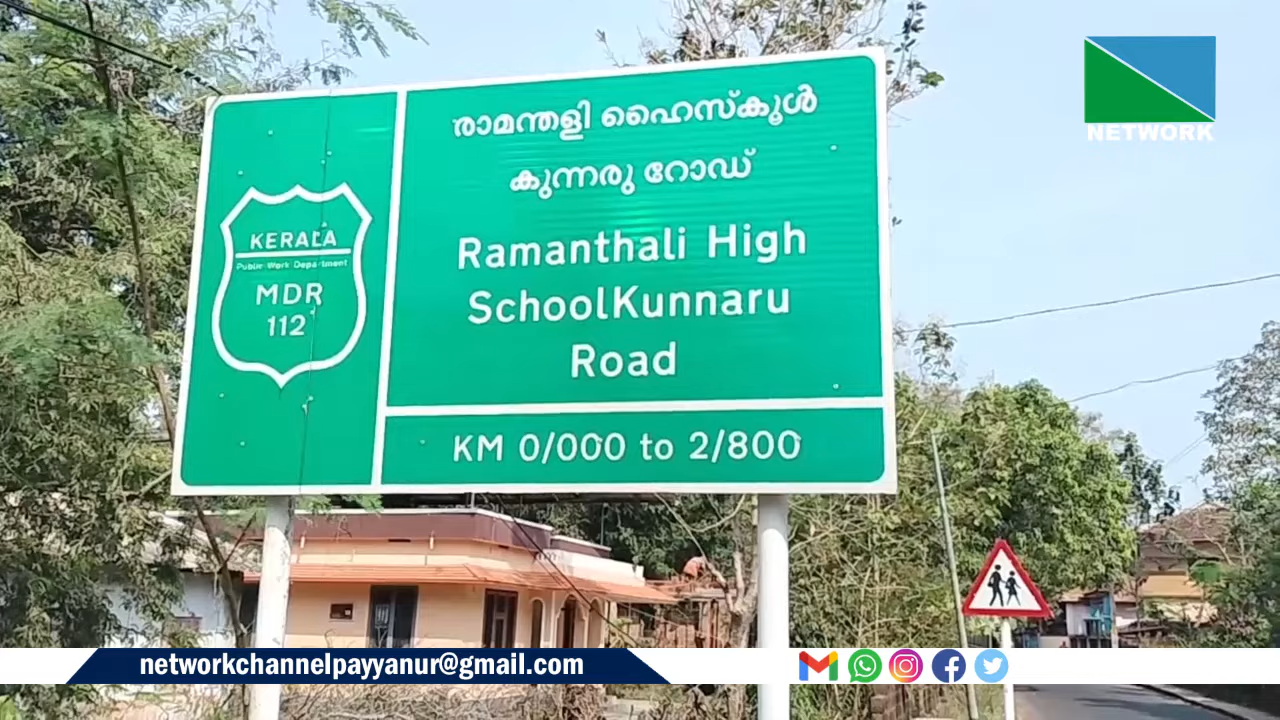 NETWORK
രാമന്തളി ഹൈസ്കൂൾ
കുന്നരു റോഡ്
KERALA
Public Work Department
MDR
112
Ramanthali High
SchoolKunnaru
Road
KM 0/000 to 2/800
networkchannelpayyanur@gmail.com